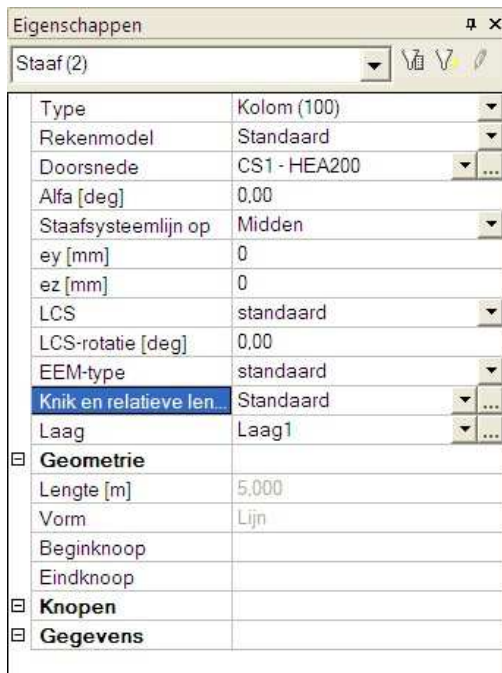 Eigenschappen
Staaf (2)
Type Kolom (100)
Rekenmodel Standaard
Doorsnede CS1 - HEA200 ...
Alfa [deg] 0,00
Staafsysteemlijn op Midden
ey [mm] 0
ez [mm] 0
LCS standaard
LCS-rotatie [deg] 0,00
EEM-type standaard
Knik en relatieve len... Standaard ...
Laag Laag1 ...
Geometrie
Lengte [m] 5,000
Vorm Lijn
Beginknoop
Eindknoop
Knopen
Gegevens